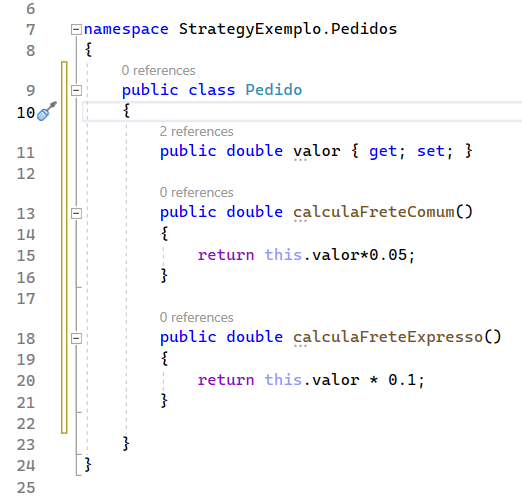 6
7 namespace StrategyExemplo.Pedidos
8 {
0 references
9 public class Pedido
10 {
2 references
11 public double valor { get; set; }
12
0 references
13 public double calculaFreteComum()
14 {
15 return this.valor*0.05;
16 }
17
0 references
18 public double calculaFreteExpresso()
19 {
20 return this.valor * 0.1;
21 }
22
23 }
24 }
25